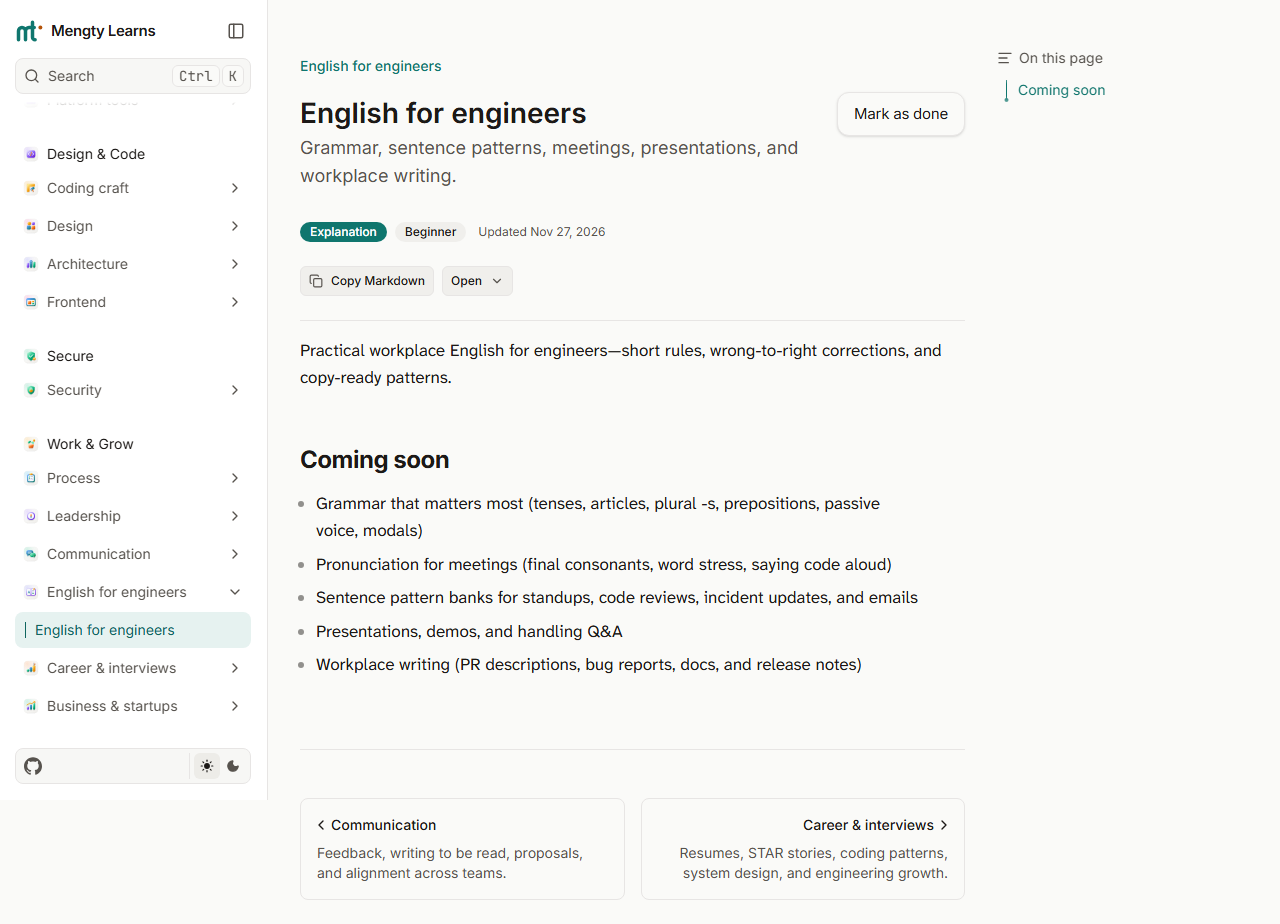 Mengty Learns
Search Ctrl K
Platform tools
Design & Code
Coding craft
Design
Architecture
Frontend
Secure
Security
Work & Grow
Process
Leadership
Communication
English for engineers
English for engineers
Career & interviews
Business & startups
English for engineers
English for engineers
Mark as done
Grammar, sentence patterns, meetings, presentations, and
workplace writing.
Explanation Beginner Updated Nov 27, 2026
Copy Markdown Open
Practical workplace English for engineers—short rules, wrong-to-right corrections, and
copy-ready patterns.
Coming soon
Grammar that matters most (tenses, articles, plural -s, prepositions, passive
voice, modals)
Pronunciation for meetings (final consonants, word stress, saying code aloud)
Sentence pattern banks for standups, code reviews, incident updates, and emails
Presentations, demos, and handling Q&A
Workplace writing (PR descriptions, bug reports, docs, and release notes)
Communication
Feedback, writing to be read, proposals,
and alignment across teams.
Career & interviews
Resumes, STAR stories, coding patterns,
system design, and engineering growth.
On this page
Coming soon